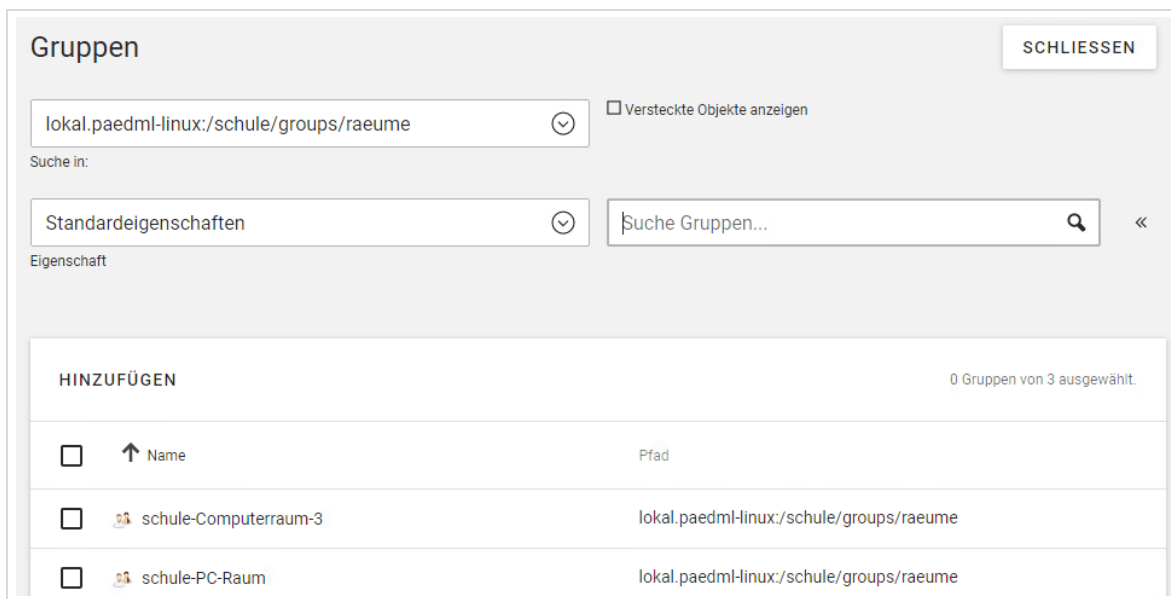 Gruppen
SCHLIESSEN
lokal.paedml-linux:/schule/groups/raeume
Versteckte Objekte anzeigen
Suche in:
Standardeigenschaften
Suche Gruppen...
«
Eigenschaft
HINZUFÜGEN
0 Gruppen von 3 ausgewählt.
Name
Pfad
schule-Computerraum-3
lokal.paedml-linux:/schule/groups/raeume
schule-PC-Raum
lokal.paedml-linux:/schule/groups/raeume